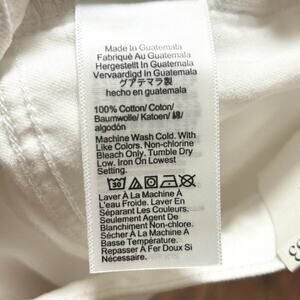 Made In Guatemala
Fabriqué Au Guatemala
Hergestellt In Guatemala
Vervaardigd In Guatemala
グアテマラ製
hecho en guatemala
100% Cotton/ Coton/
Baumwolle/ Katoen/ 綿/
algodón
Machine Wash Cold. With
Like Colors. Non-chlorine
Bleach Only. Tumble Dry
Low. Iron On Lowest
Setting.
30
Laver À La Machine À
L'eau Froide. Laver En
Séparant Les Couleurs.
Seulement Agent De
Blanchiment Non-chlore.
Sécher À La Machine À
Basse Température.
Repasser À Fer Doux Si
Nécessaire.